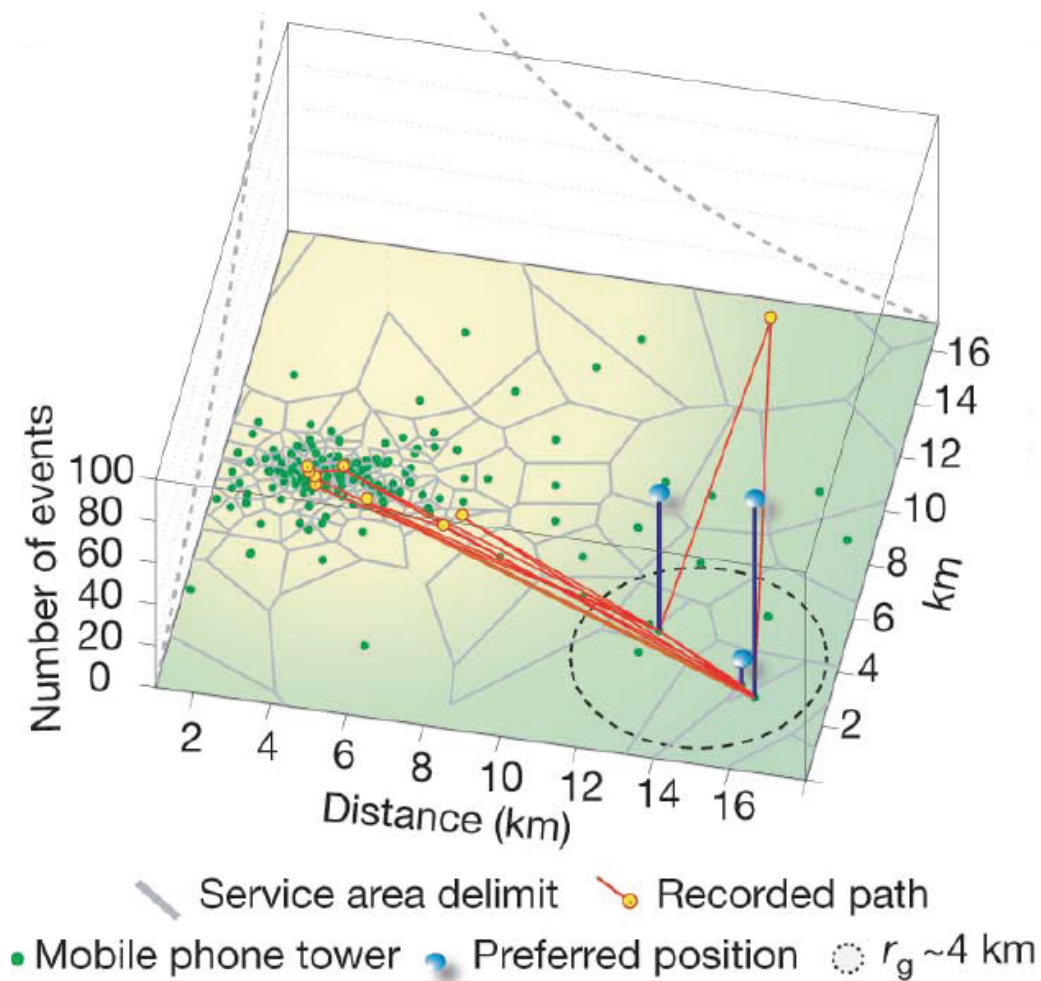 Number of events
100
80
60
40
20
0
2
4
6
8
10
12
14
16
Distance (km)
16
14
12
10
8
6
4
2
km
Service area delimit
Recorded path
Mobile phone tower
Preferred position
rg ~4 km